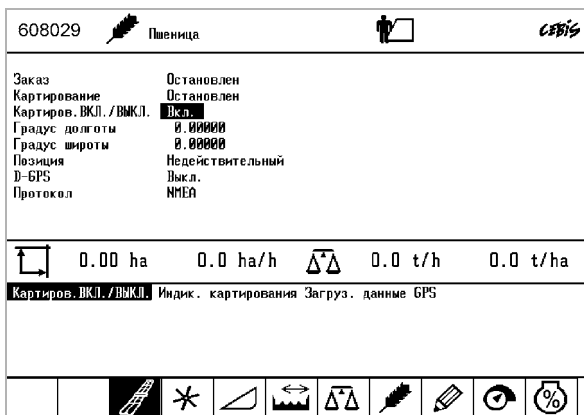 608029 Пшеница CEBIS
Заказ Остановлен
Картирование Остановлен
Картиров.ВКЛ./ВЫКЛ. Вкл.
Градус долготы 0.00000
Градус широты 0.00000
Позиция Недействительный
D-GPS Выкл.
Протокол NMEA
0.00 ha 0.0 ha/h 0.0 t/h 0.0 t/ha
Картиров.ВКЛ./ВЫКЛ. Индик. картирования Загруз. данные GPS
%